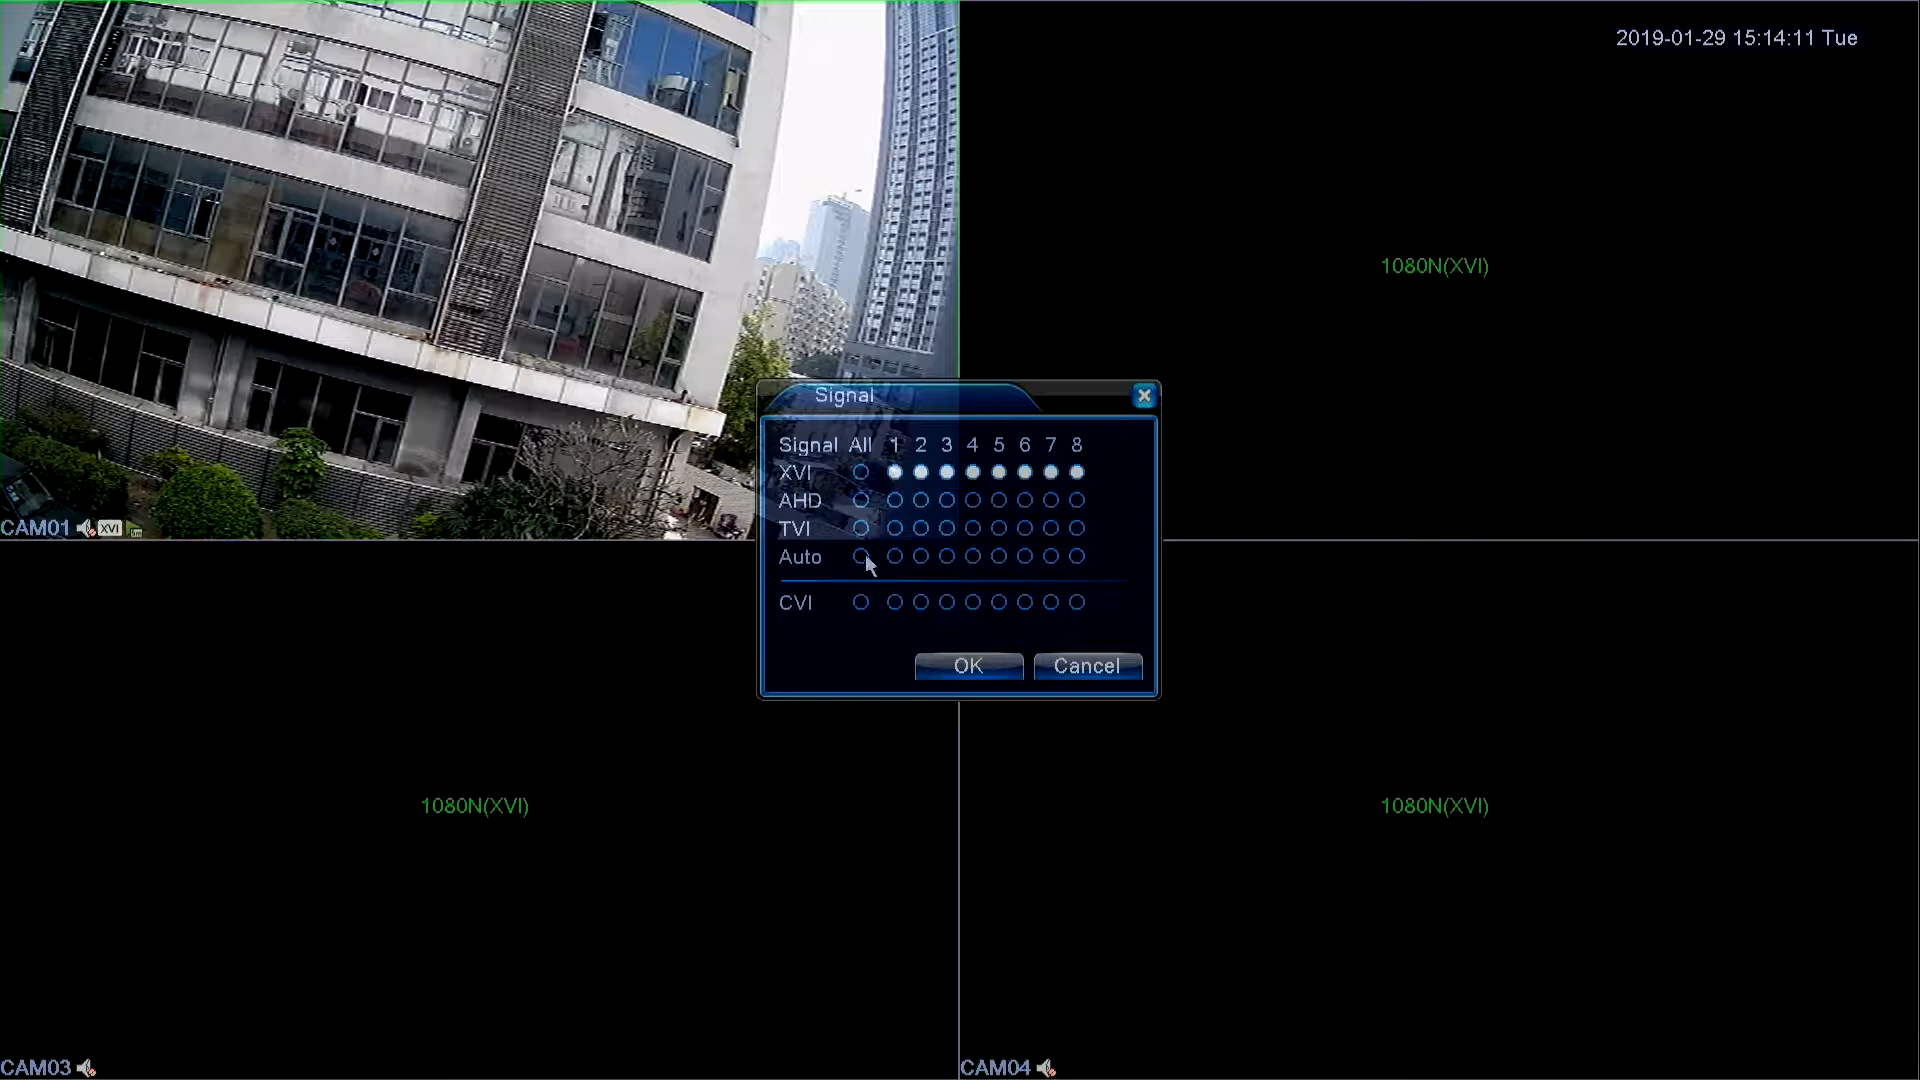 2019-01-29 15:14:11 Tue
1080N(XVI)
Signal
Signal All 1 2 3 4 5 6 7 8
XVI
AHD
TVI
Auto
CVI
OK Cancel
CAM01 XVI
1080N(XVI)
1080N(XVI)
CAM03
CAM04